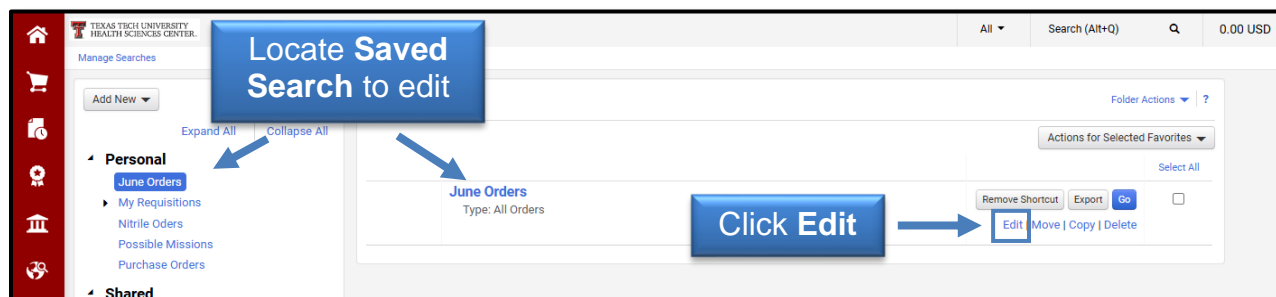 TEXAS TECH UNIVERSITY
HEALTH SCIENCES CENTER.
All
Search (Alt+Q)
0.00 USD
Manage Searches
Locate Saved
Search to edit
Add New
Folder Actions
?
Expand All
Collapse All
Actions for Selected Favorites
Personal
Select All
June Orders
My Requisitions
Nitrile Oders
Possible Missions
Purchase Orders
Shared
June Orders
Type: All Orders
Click Edit
Remove Shortcut
Export
Go
Edit | Move | Copy | Delete